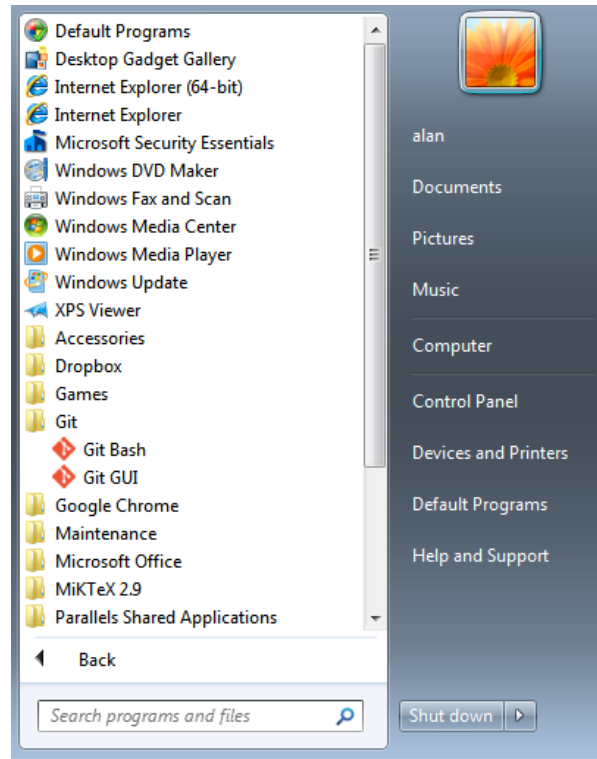 Default Programs
Desktop Gadget Gallery
Internet Explorer (64-bit)
Internet Explorer
Microsoft Security Essentials
Windows DVD Maker
Windows Fax and Scan
Windows Media Center
Windows Media Player
Windows Update
XPS Viewer
Accessories
Dropbox
Games
Git
Git Bash
Git GUI
Google Chrome
Maintenance
Microsoft Office
MiKTeX 2.9
Parallels Shared Applications
Back
Search programs and files
alan
Documents
Pictures
Music
Computer
Control Panel
Devices and Printers
Default Programs
Help and Support
Shut down